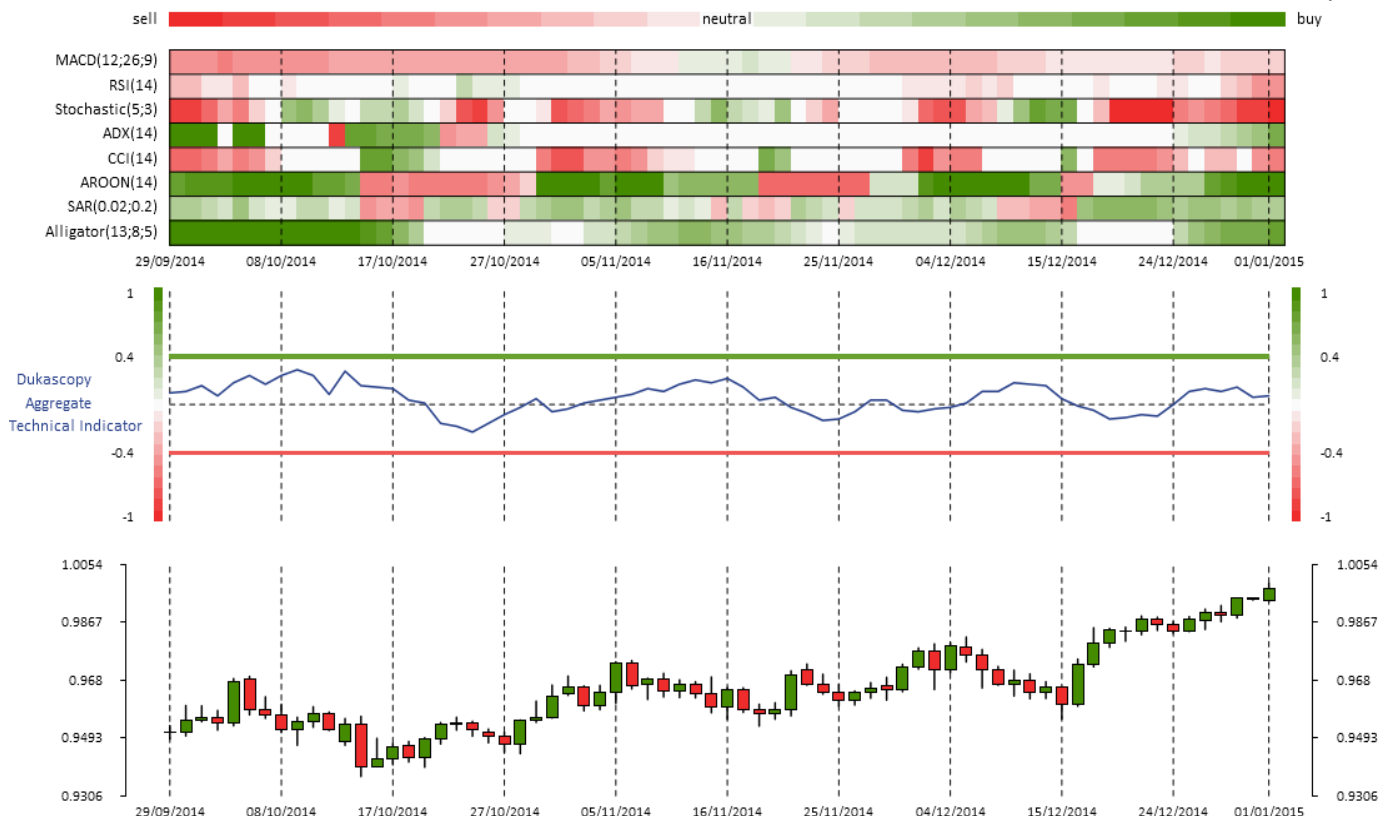 sell neutral buy
MACD(12;26;9)
RSI(14)
Stochastic(5;3)
ADX(14)
CCI(14)
AROON(14)
SAR(0.02;0.2)
Alligator(13;8;5)
29/09/2014 08/10/2014 17/10/2014 27/10/2014 05/11/2014 16/11/2014 25/11/2014 04/12/2014 15/12/2014 24/12/2014 01/01/2015
1 1
0.4 0.4
Dukascopy
Aggregate
Technical Indicator
-0.4 -0.4
-1 -1
1.0054 1.0054
0.9867 0.9867
0.968 0.968
0.9493 0.9493
0.9306 0.9306
29/09/2014 08/10/2014 17/10/2014 27/10/2014 05/11/2014 16/11/2014 25/11/2014 04/12/2014 15/12/2014 24/12/2014 01/01/2015